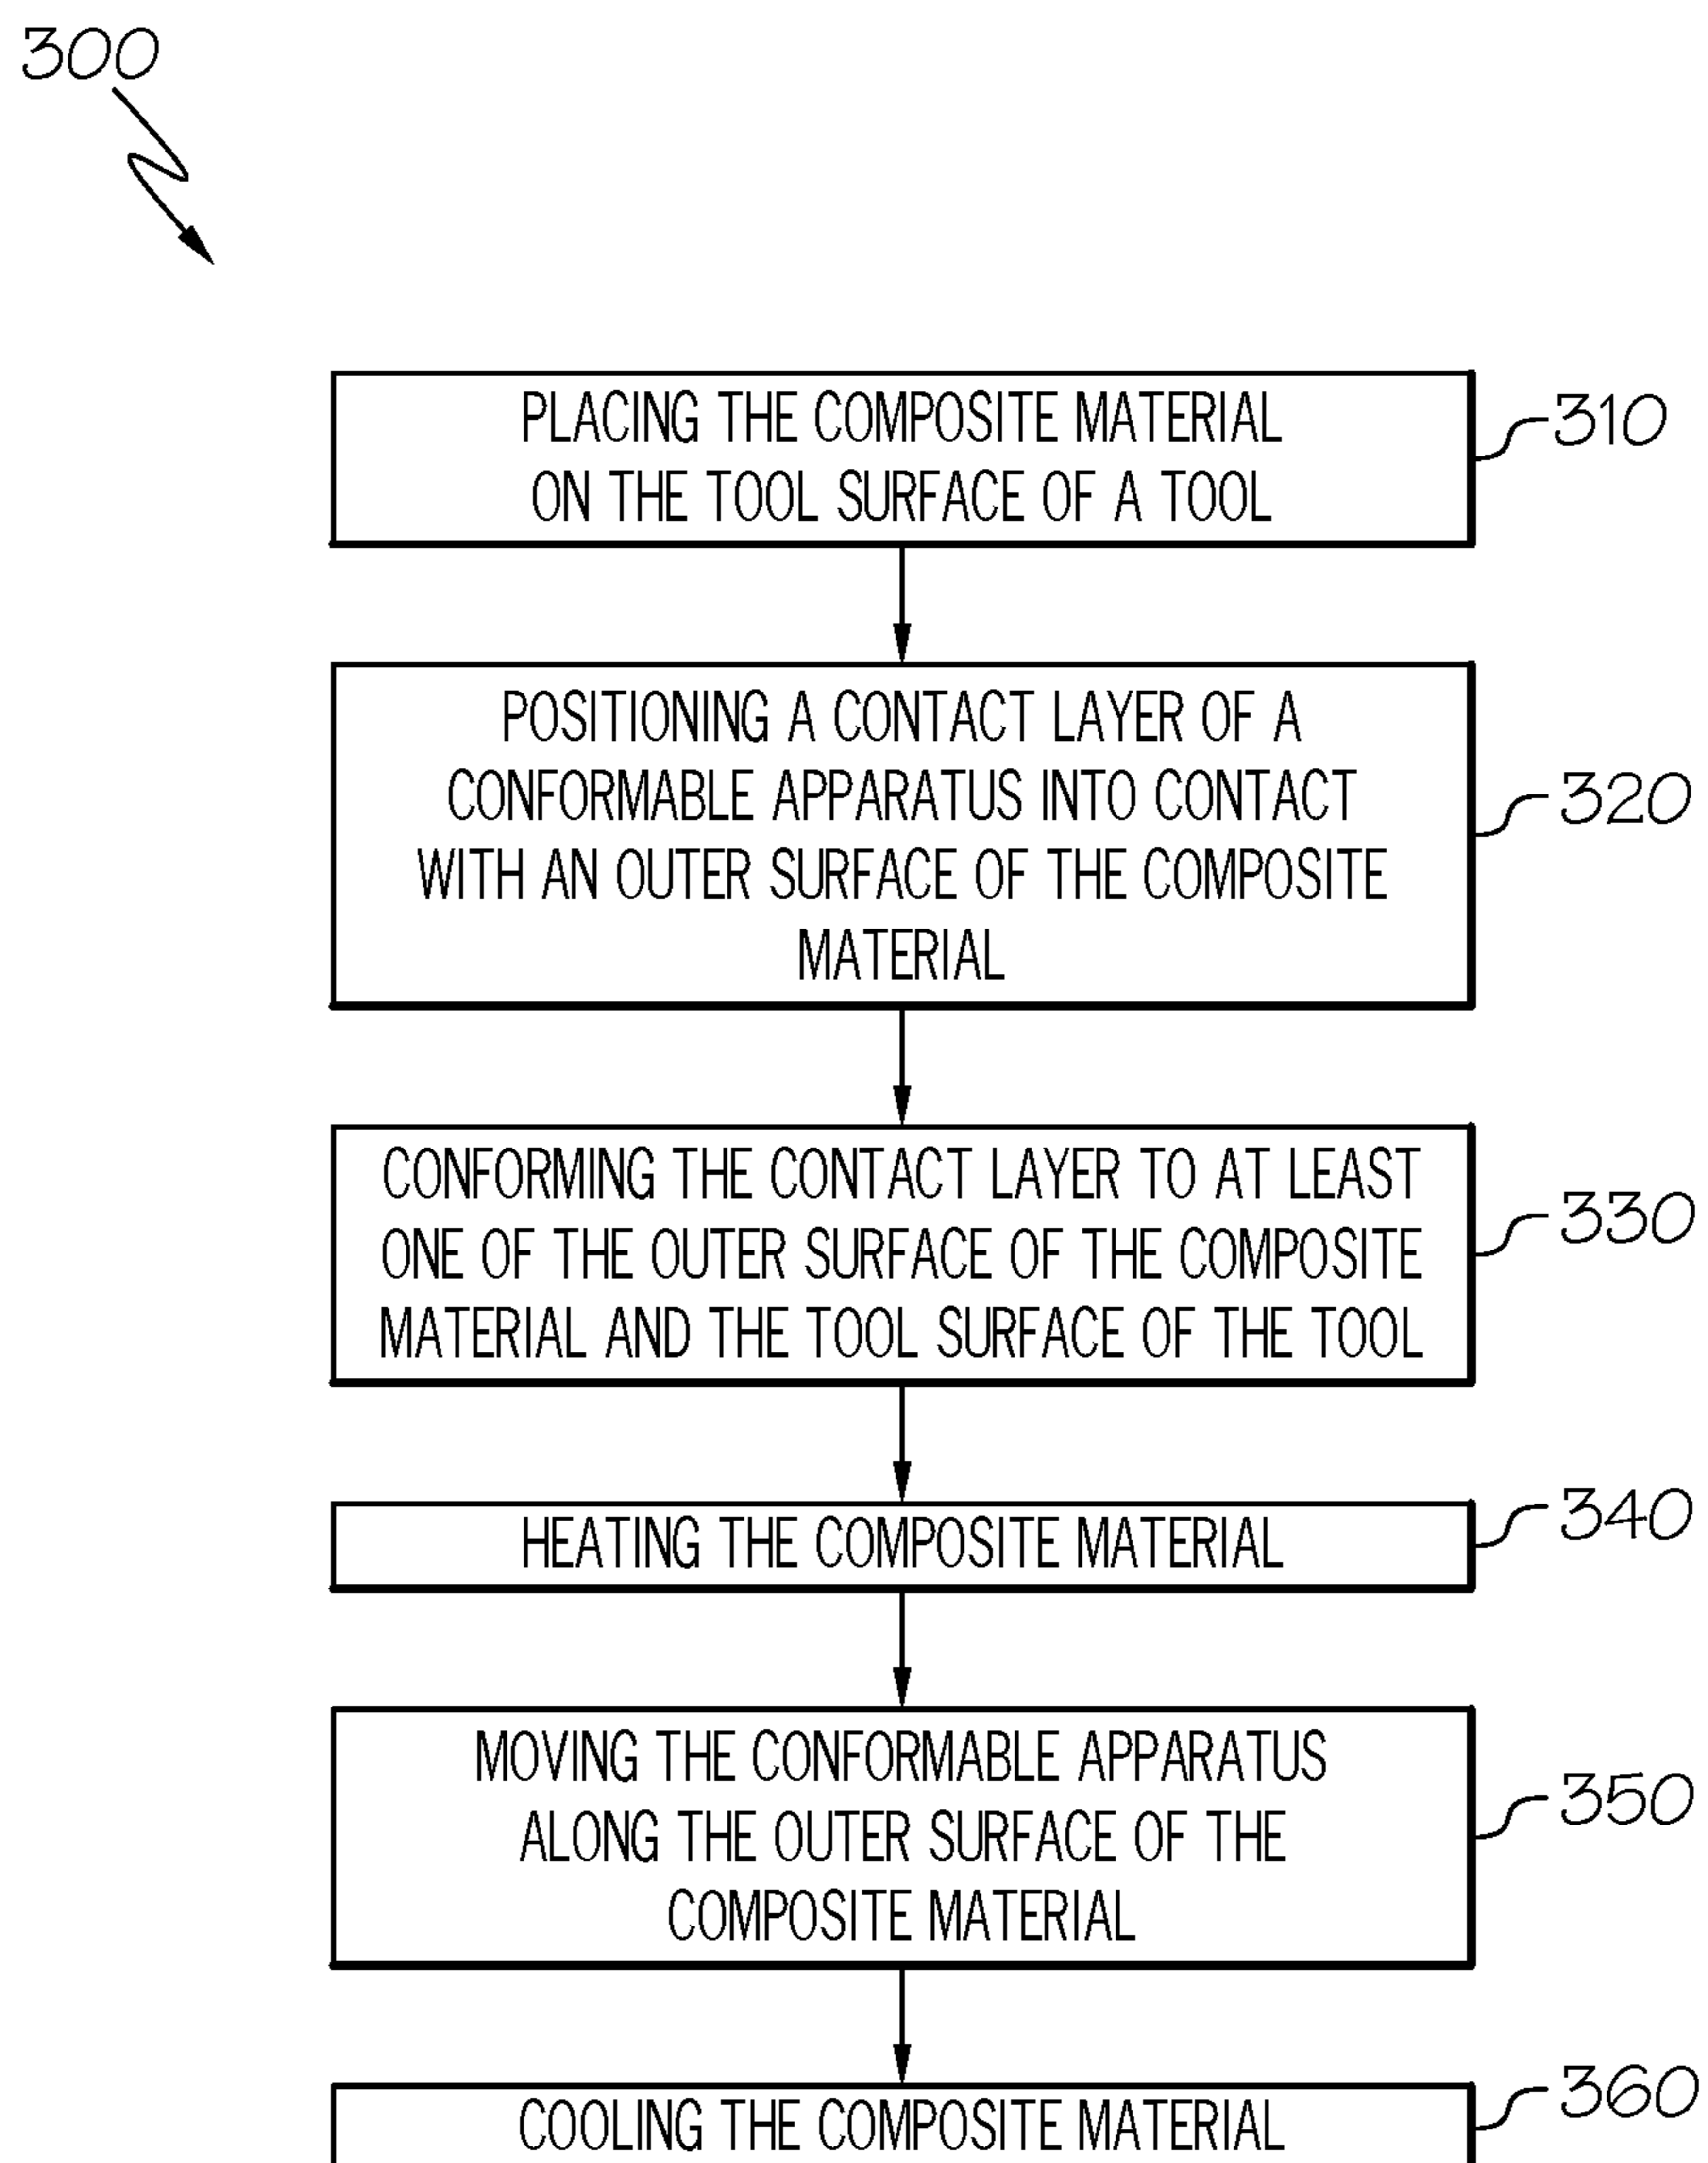 300
PLACING THE COMPOSITE MATERIAL
ON THE TOOL SURFACE OF A TOOL
310
POSITIONING A CONTACT LAYER OF A
CONFORMABLE APPARATUS INTO CONTACT
WITH AN OUTER SURFACE OF THE COMPOSITE
MATERIAL
320
CONFORMING THE CONTACT LAYER TO AT LEAST
ONE OF THE OUTER SURFACE OF THE COMPOSITE
MATERIAL AND THE TOOL SURFACE OF THE TOOL
330
HEATING THE COMPOSITE MATERIAL
340
MOVING THE CONFORMABLE APPARATUS
ALONG THE OUTER SURFACE OF THE
COMPOSITE MATERIAL
350
COOLING THE COMPOSITE MATERIAL
360